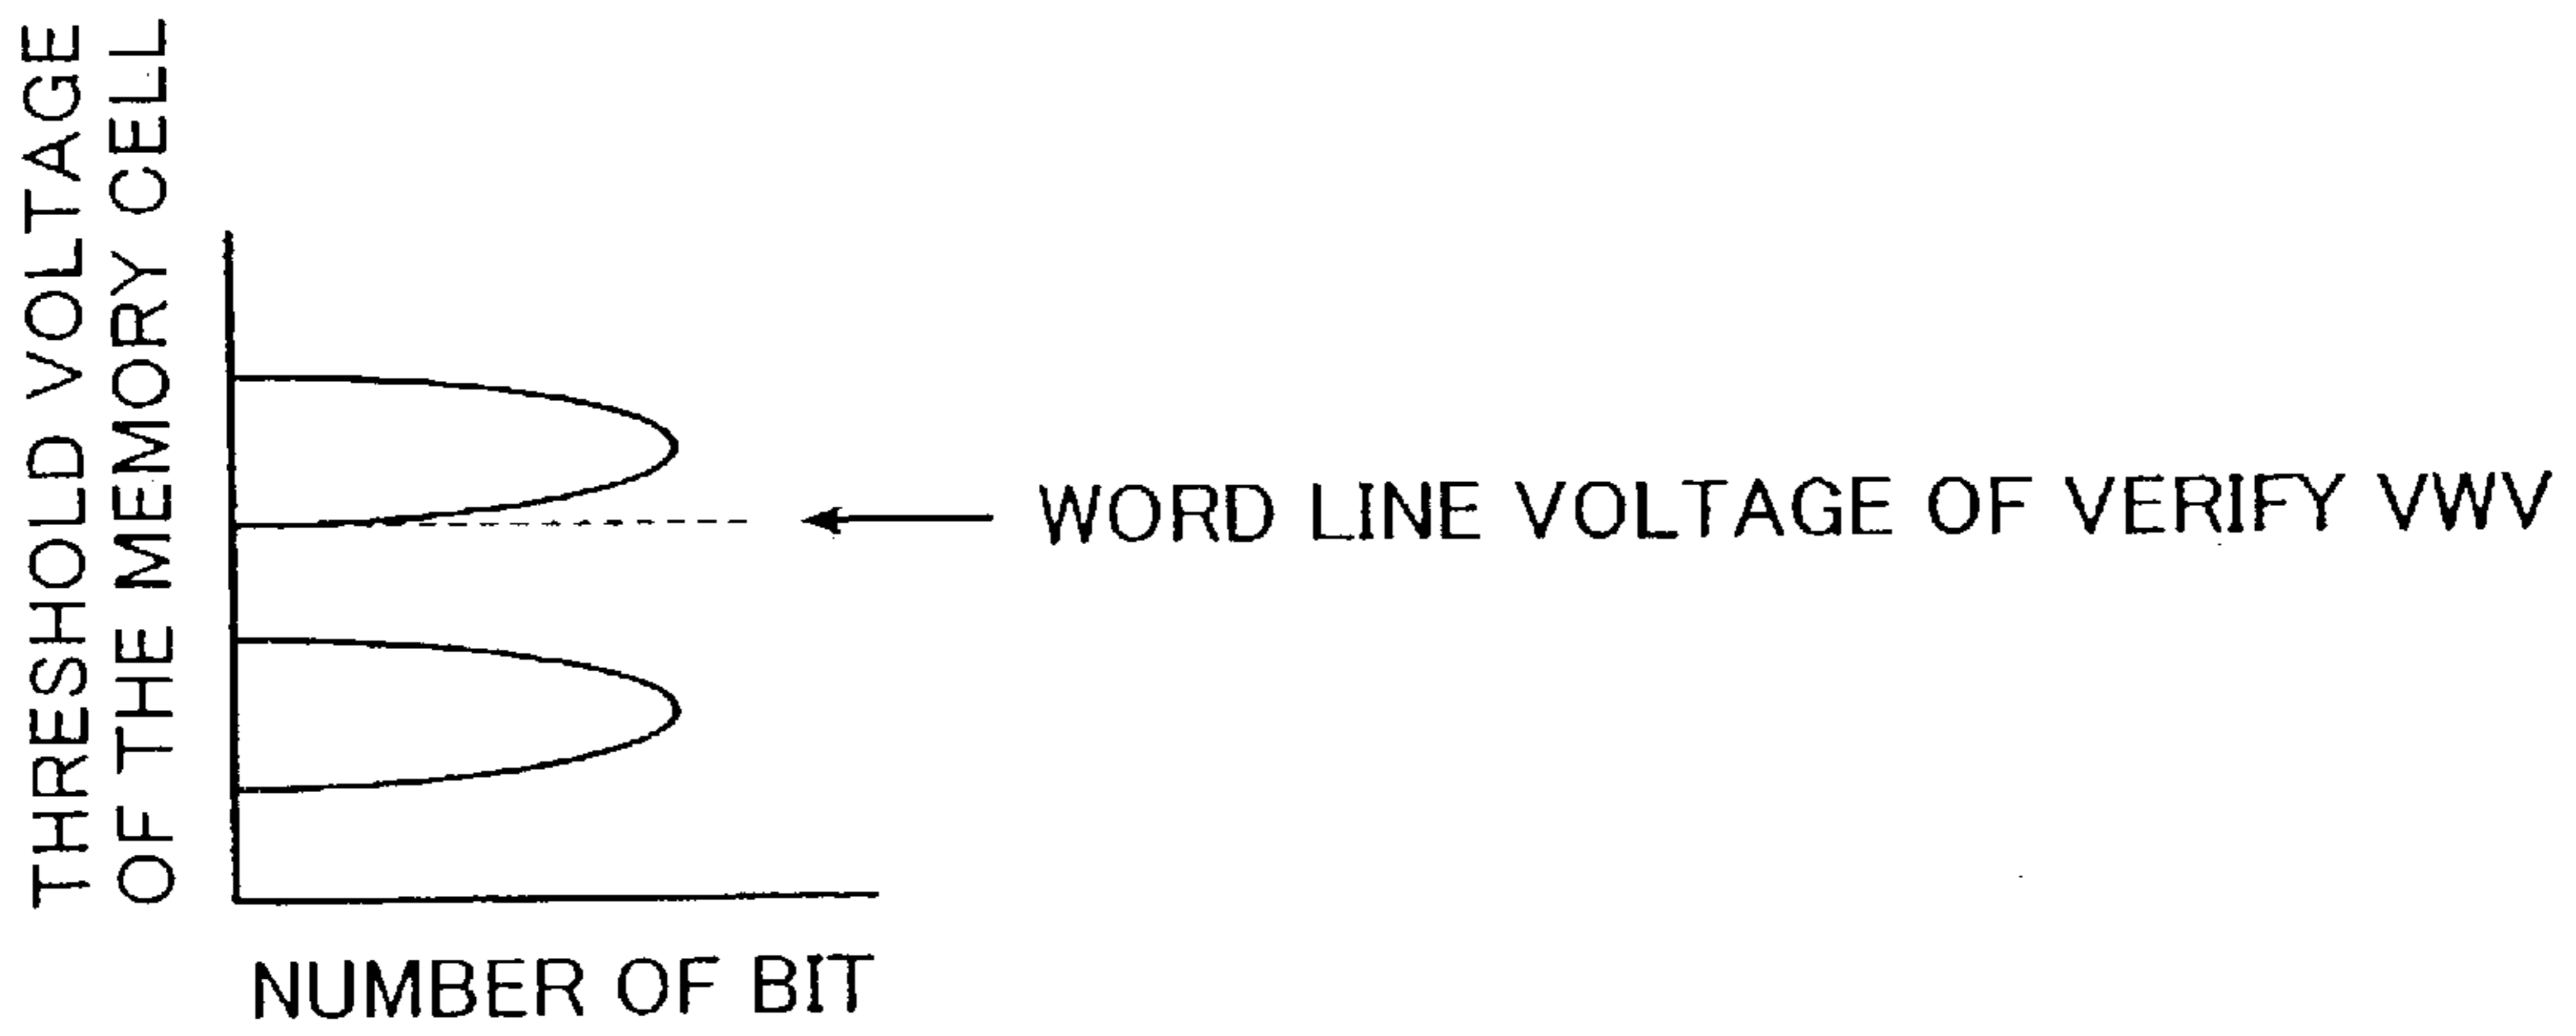 THRESHOLD VOLTAGE
OF THE MEMORY CELL
WORD LINE VOLTAGE OF VERIFY VWV
NUMBER OF BIT